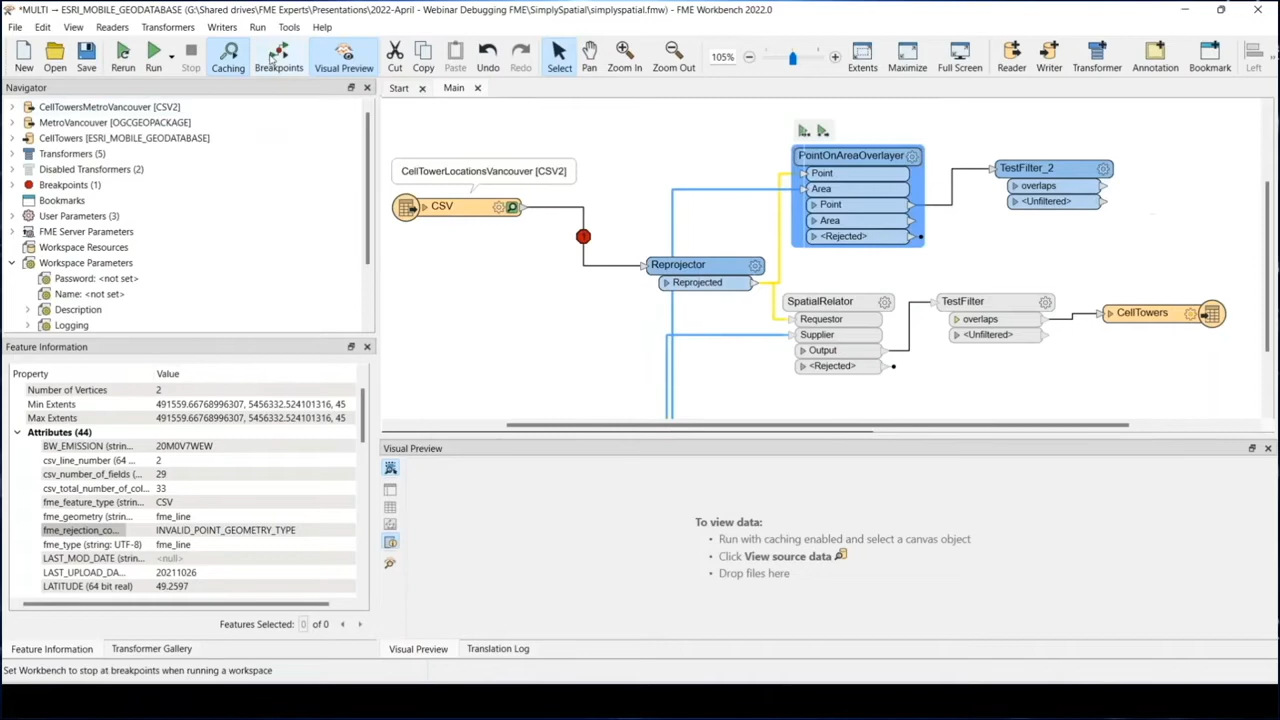 *MULTI → ESRI_MOBILE_GEODATABASE (G:\Shared drives\FME Experts\Presentations\2022-April - Webinar Debugging FME\SimplySpatial\simplyspatial.fmw) - FME Workbench 2022.0
File Edit View Readers Transformers Writers Run Tools Help
New Open Save Rerun Run Stop Caching Breakpoints Visual Preview Cut Copy Paste Undo Redo Select Pan Zoom In Zoom Out 105% Extents Maximize Full Screen Reader Writer Transformer Annotation Bookmark Left
Navigator
Start Main
CellTowersMetroVancouver [CSV2]
MetroVancouver [OGCGEOPACKAGE]
CellTowers [ESRI_MOBILE_GEODATABASE]
Transformers (5)
Disabled Transformers (2)
Breakpoints (1)
Bookmarks
User Parameters (3)
FME Server Parameters
Workspace Resources
Workspace Parameters
Password: <not set>
Name: <not set>
Description
Logging
CellTowerLocationsVancouver [CSV2]
CSV
Reprojector
Reprojected
PointOnAreaOverlayer
Point
Area
Point
Area
<Rejected>
TestFilter_2
overlaps
<Unfiltered>
SpatialRelator
Requestor
Supplier
Output
<Rejected>
TestFilter
overlaps
<Unfiltered>
CellTowers
Feature Information
Property Value
Number of Vertices 2
Min Extents 491559.66768996307, 5456332.524101316, 45
Max Extents 491559.66768996307, 5456332.524101316, 45
Attributes (44)
BW_EMISSION (strin... 20M0V7WEW
csv_line_number (64 ... 2
csv_number_of_fields (... 29
csv_total_number_of_col... 33
fme_feature_type (strin... CSV
fme_geometry (string:... fme_line
fme_rejection_co... INVALID_POINT_GEOMETRY_TYPE
fme_type (string: UTF-8) fme_line
LAST_MOD_DATE (strin... <null>
LAST_UPLOAD_DA... 20211026
LATITUDE (64 bit real) 49.2597
Features Selected: 0 of 0
Feature Information Transformer Gallery
Visual Preview
To view data:
• Run with caching enabled and select a canvas object
• Click View source data
• Drop files here
Visual Preview Translation Log
Set Workbench to stop at breakpoints when running a workspace